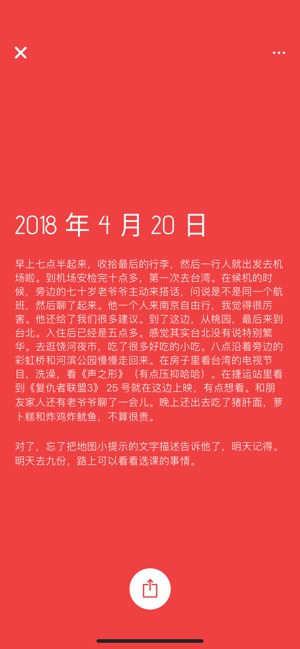 2018 年 4 月 20 日
早上七点半起来，收拾最后的行李，然后一行人就出发去机
场啦。到机场安检完十点多，第一次去台湾。在候机的时
候，旁边的七十岁老爷爷主动来搭话，问说是不是同一个航
班，然后聊了起来。他一个人来南京自由行，我觉得很厉
害。他还给了我们很多建议。到了这边，从桃园，最后来到
台北。入住后已经是五点多。感觉其实台北没有说特别繁
华。去逛饶河夜市，吃了很多好吃的小吃。八点沿着旁边的
彩虹桥和河滨公园慢慢走回来。在房子里看台湾的电视节
目，洗澡，看《声之形》（有点压抑哈哈）。在捷运站里看
到《复仇者联盟3》 25 号就在这边上映，有点想看。和朋
友家人还有老爷爷聊了一会儿。晚上还出去吃了猪肝面，萝
卜糕和炸鸡炸鱿鱼，不算很贵。
对了，忘了把地图小提示的文字描述告诉他了，明天记得。
明天去九份，路上可以看看选课的事情。